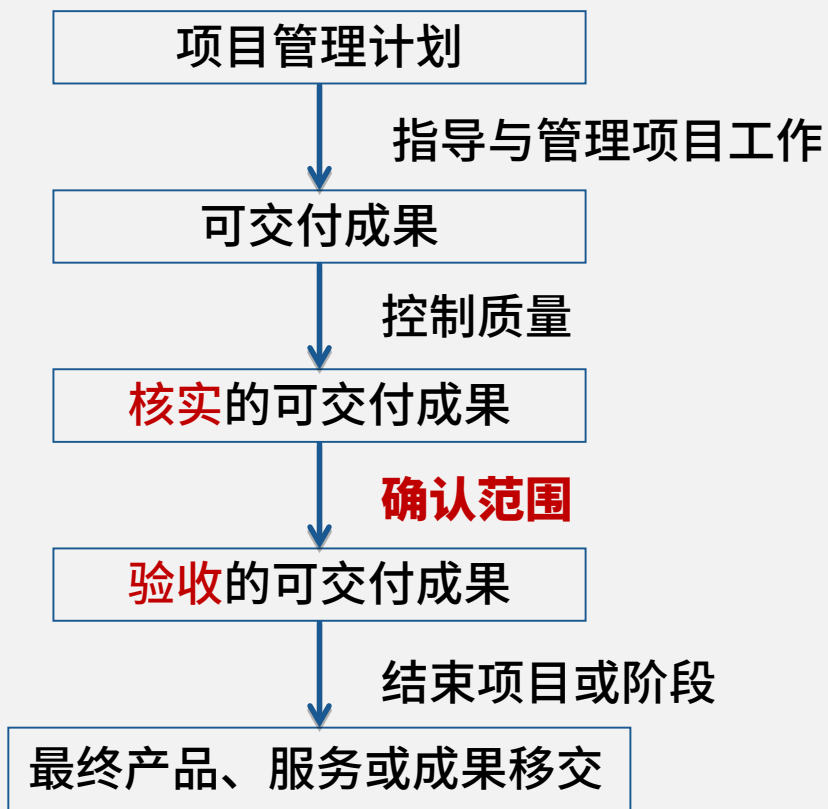 项目管理计划
指导与管理项目工作
可交付成果
控制质量
核实的可交付成果
确认范围
验收的可交付成果
结束项目或阶段
最终产品、服务或成果移交